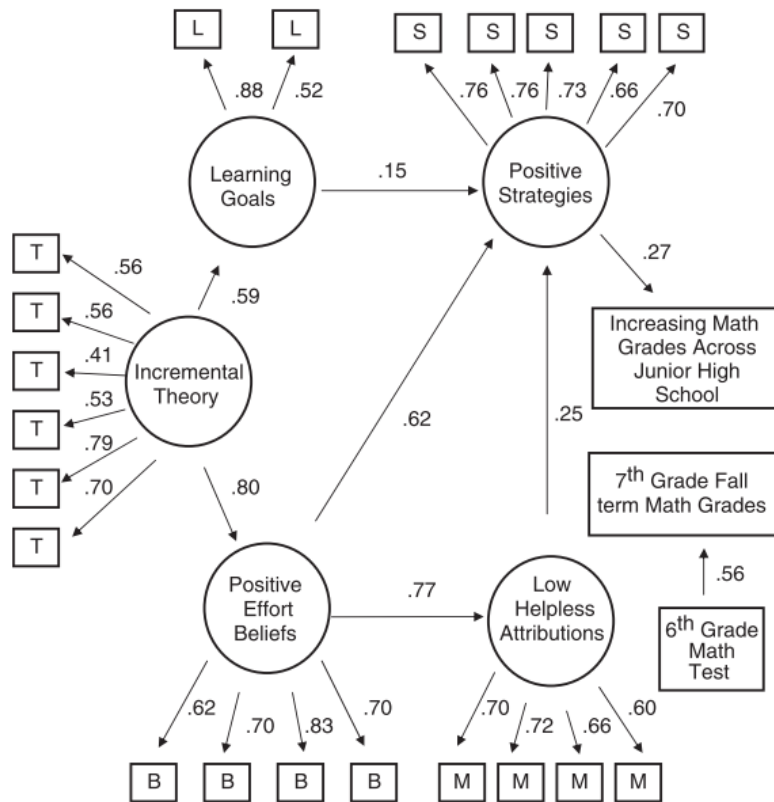 L L S S S S S
.88 .52 .76 .76 .73 .66 .70
Learning
Goals
.15
Positive
Strategies
.27
T .56
T .56
T .41
T .53
T .79
T .70
.59
Incremental
Theory
Increasing Math
Grades Across
Junior High
School
.62
.25
7th Grade Fall
term Math Grades
.80
.56
Positive
Effort
Beliefs
.77
Low
Helpless
Attributions
6th Grade
Math
Test
.62 .70 .83 .70 .70 .72 .66 .60
B B B B M M M M